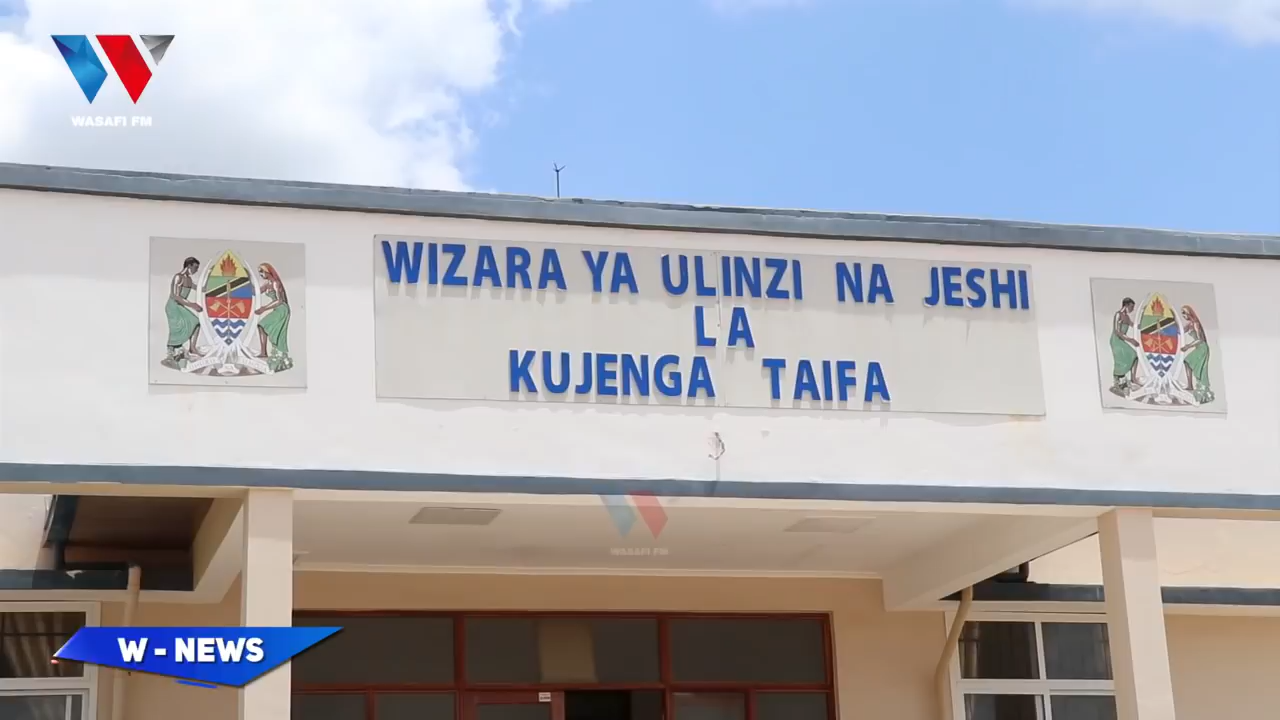 WASAFI FM
WIZARA YA ULINZI NA JESHI
LA
KUJENGA TAIFA
WASAFI FM
W - NEWS